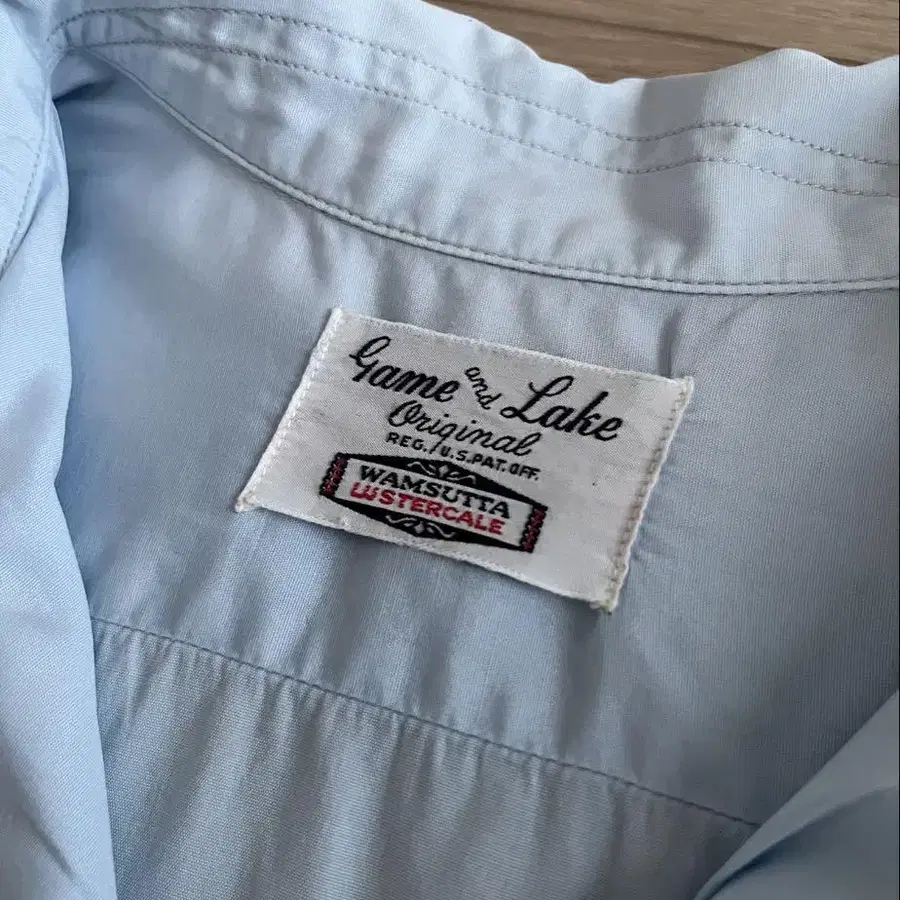 Game and Lake
Original
REG. U.S. PAT. OFF.
WAMSUTTA
LUSTERCALE